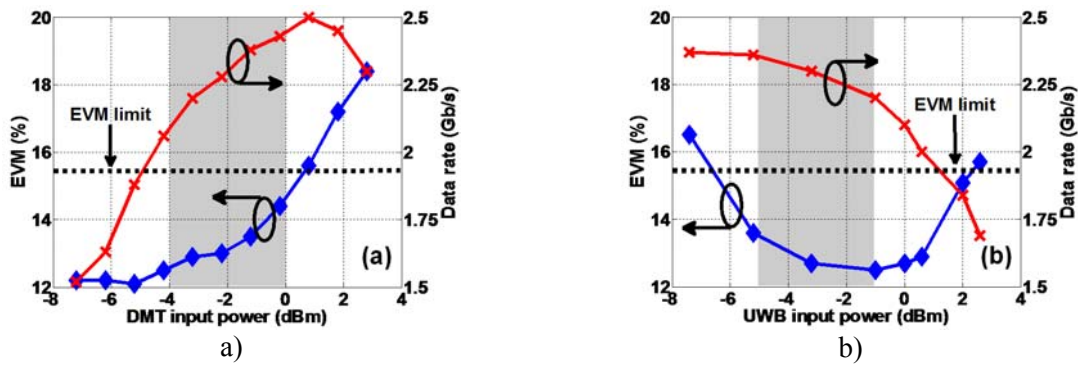 20
18
16
14
12
EVM (%)
EVM limit
(a)
2.5
2.25
2
1.75
1.5
Data rate (Gb/s)
-8 -6 -4 -2 0 2 4
DMT input power (dBm)
a)
20
18
16
14
12
EVM (%)
EVM limit
(b)
2.5
2.25
2
1.75
1.5
Data rate (Gb/s)
-8 -6 -4 -2 0 2 4
UWB input power (dBm)
b)